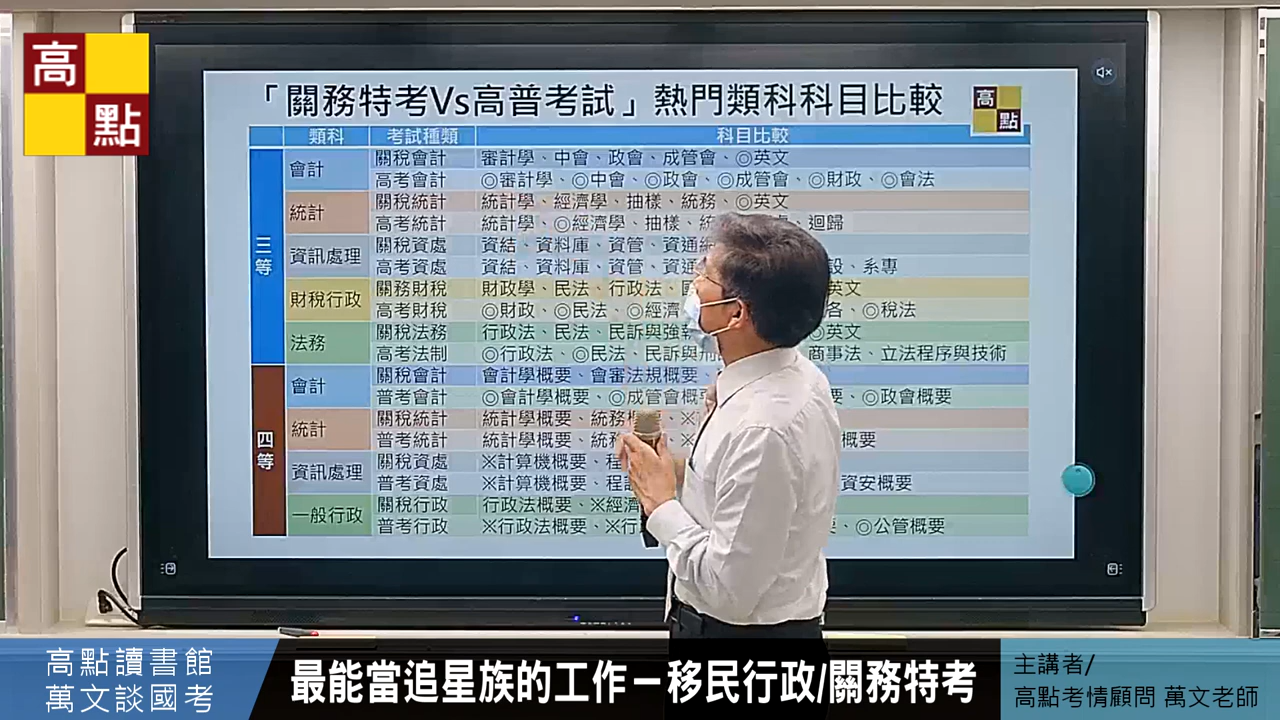 高
點
「關務特考Vs高普考試」熱門類科科目比較
高
點
類科 考試種類 科目比較
三等
會計 關稅會計 審計學、中會、政會、成管會、◎英文
高考會計 ◎審計學、◎中會、◎政會、◎成管會、◎財政、◎會法
統計 關稅統計 統計學、經濟學、抽樣、統務、◎英文
高考統計 統計學、◎經濟學、抽樣、 迴歸
資訊處理 關稅資處 資結、資料庫、資管、資通
高考資處 資結、資料庫、資管、資通 、系專
財稅行政 關務財稅 財政學、民法、行政法、 英文
高考財稅 ◎財政、◎民法、◎經濟 、◎稅法
法務 關稅法務 行政法、民法、民訴與強 ◎英文
高考法制 ◎行政法、◎民法、民訴與刑 商事法、立法程序與技術
四等
會計 關稅會計 會計學概要、會審法規概要、
普考會計 ◎會計學概要、◎成管會概 、◎政會概要
統計 關稅統計 統計學概要、統務 ※
普考統計 統計學概要、統務 ※ 概要
資訊處理 關稅資處 ※計算機概要、程
普考資處 ※計算機概要、程 資安概要
一般行政 關稅行政 行政法概要、※經濟
普考行政 ※行政法概要、※行 、◎公管概要
高點讀書館
萬文談國考
最能當追星族的工作－移民行政/關務特考
主講者/
高點考情顧問 萬文老師